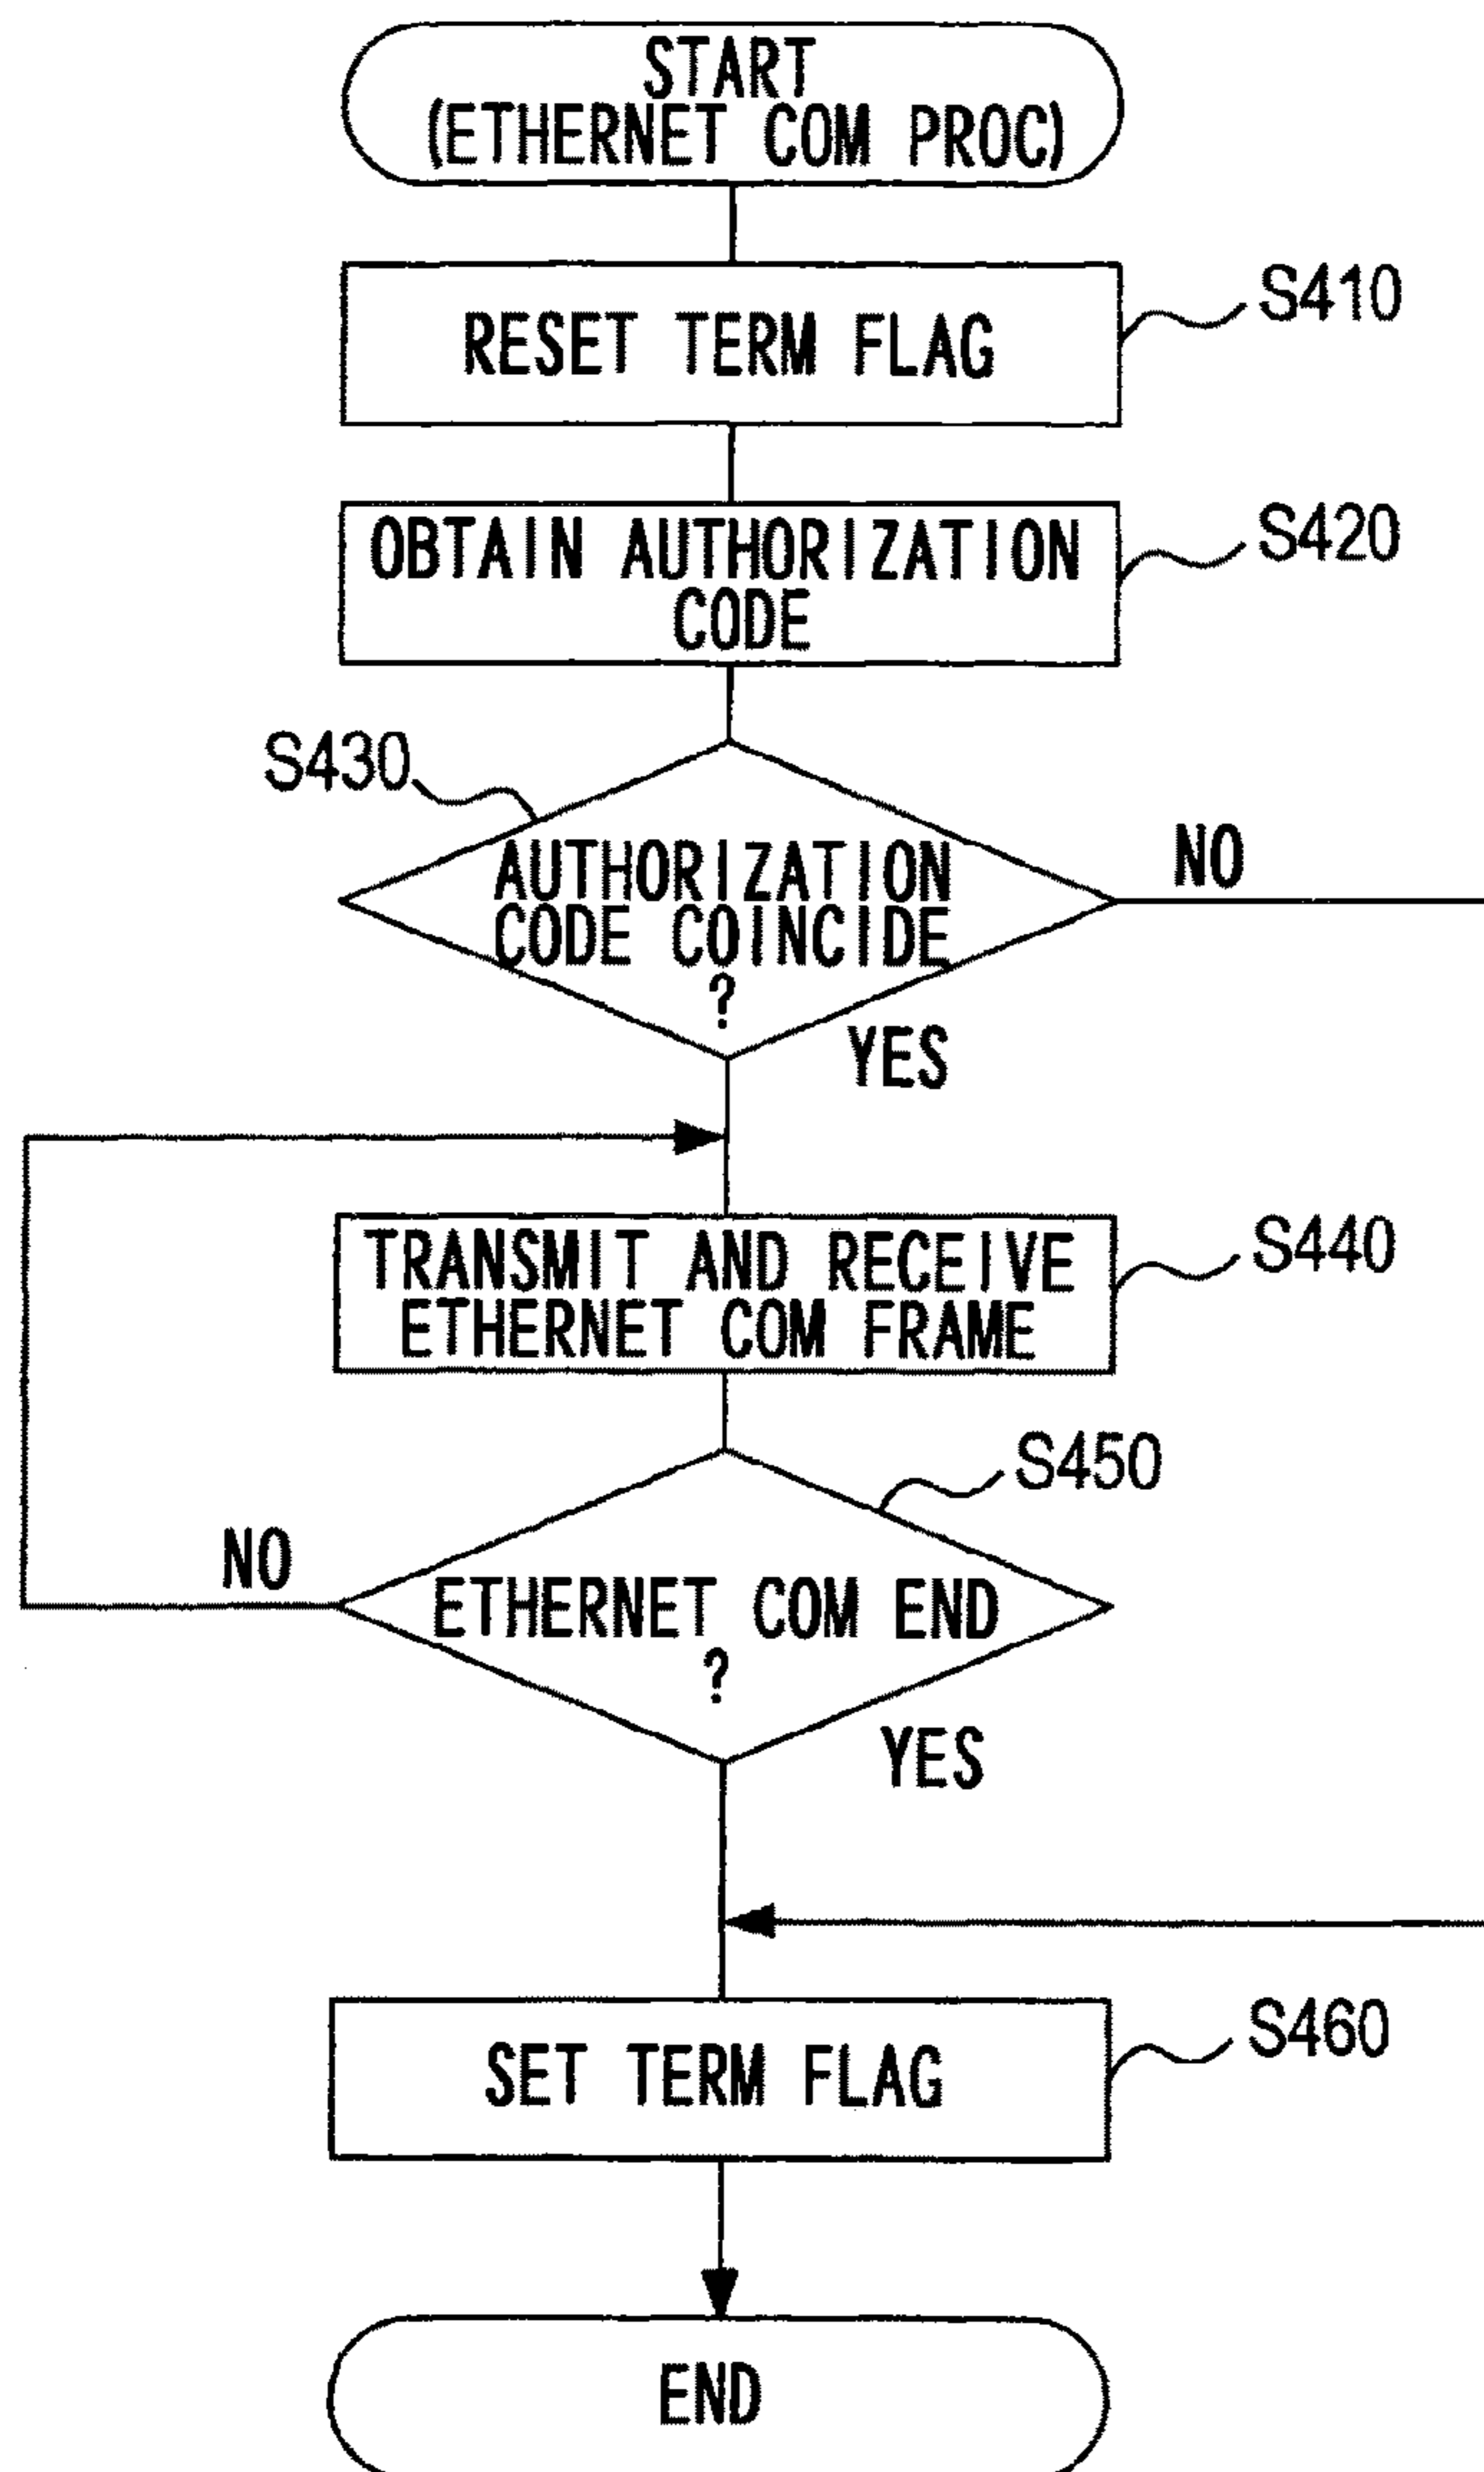 START
(ETHERNET COM PROC)
RESET TERM FLAG
S410
OBTAIN AUTHORIZATION
CODE
S420
S430
AUTHORIZATION
CODE COINCIDE
?
NO
YES
TRANSMIT AND RECEIVE
ETHERNET COM FRAME
S440
S450
ETHERNET COM END
?
NO
YES
SET TERM FLAG
S460
END